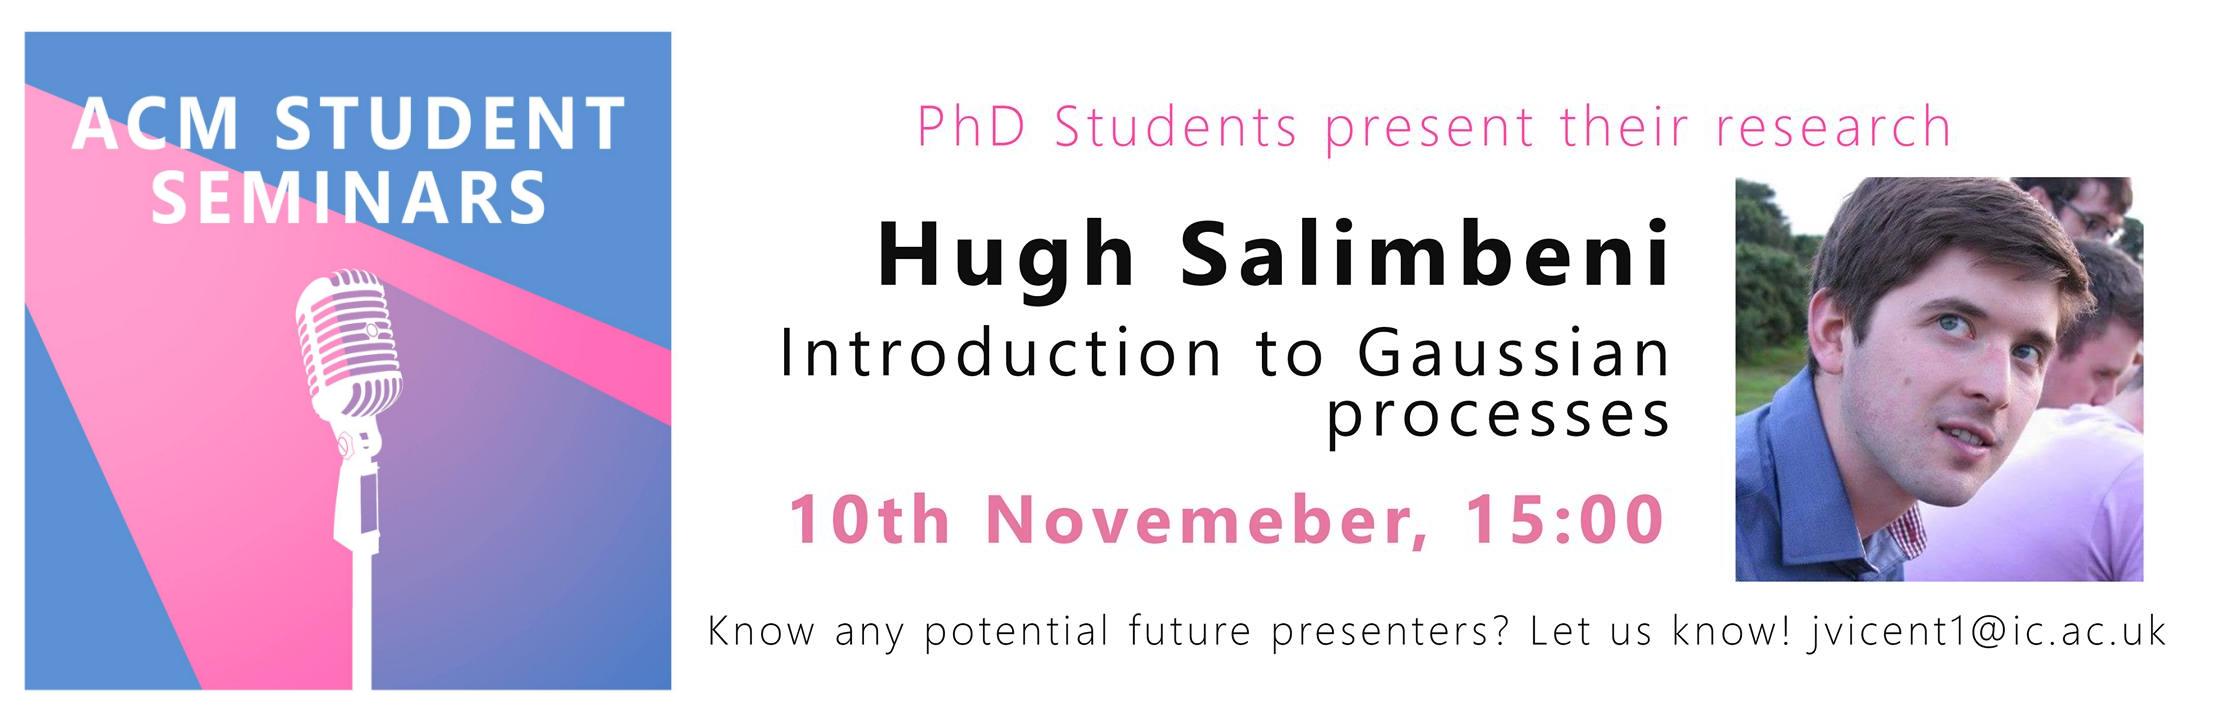 ACM STUDENT
SEMINARS
PhD Students present their research
Hugh Salimbeni
Introduction to Gaussian
processes
10th Novemeber, 15:00
Know any potential future presenters? Let us know! jvicent1@ic.ac.uk